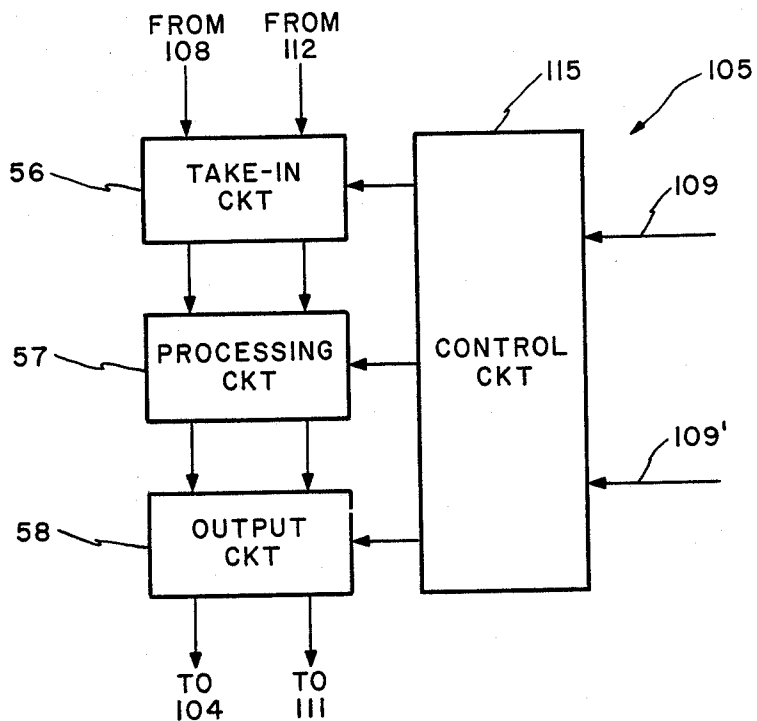 FROM
108
FROM
112
115
105
56
TAKE-IN
CKT
109
57
PROCESSING
CKT
CONTROL
CKT
109'
58
OUTPUT
CKT
TO
104
TO
111